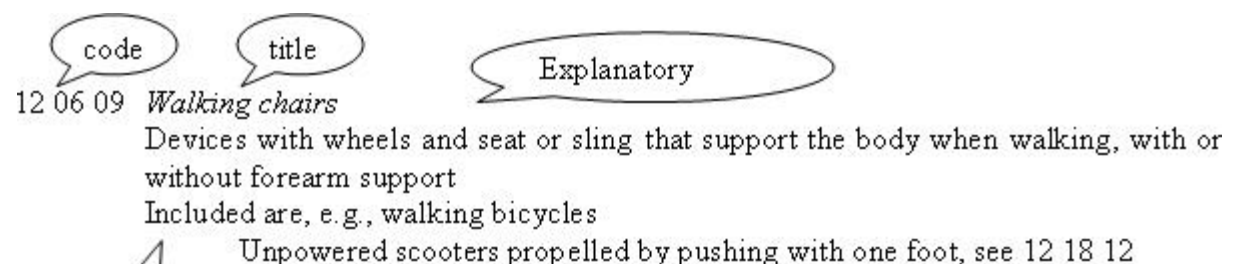 code title
Explanatory
12 06 09 Walking chairs
Devices with wheels and seat or sling that support the body when walking, with or
without forearm support
Included are, e.g., walking bicycles
Unpowered scooters propelled by pushing with one foot, see 12 18 12